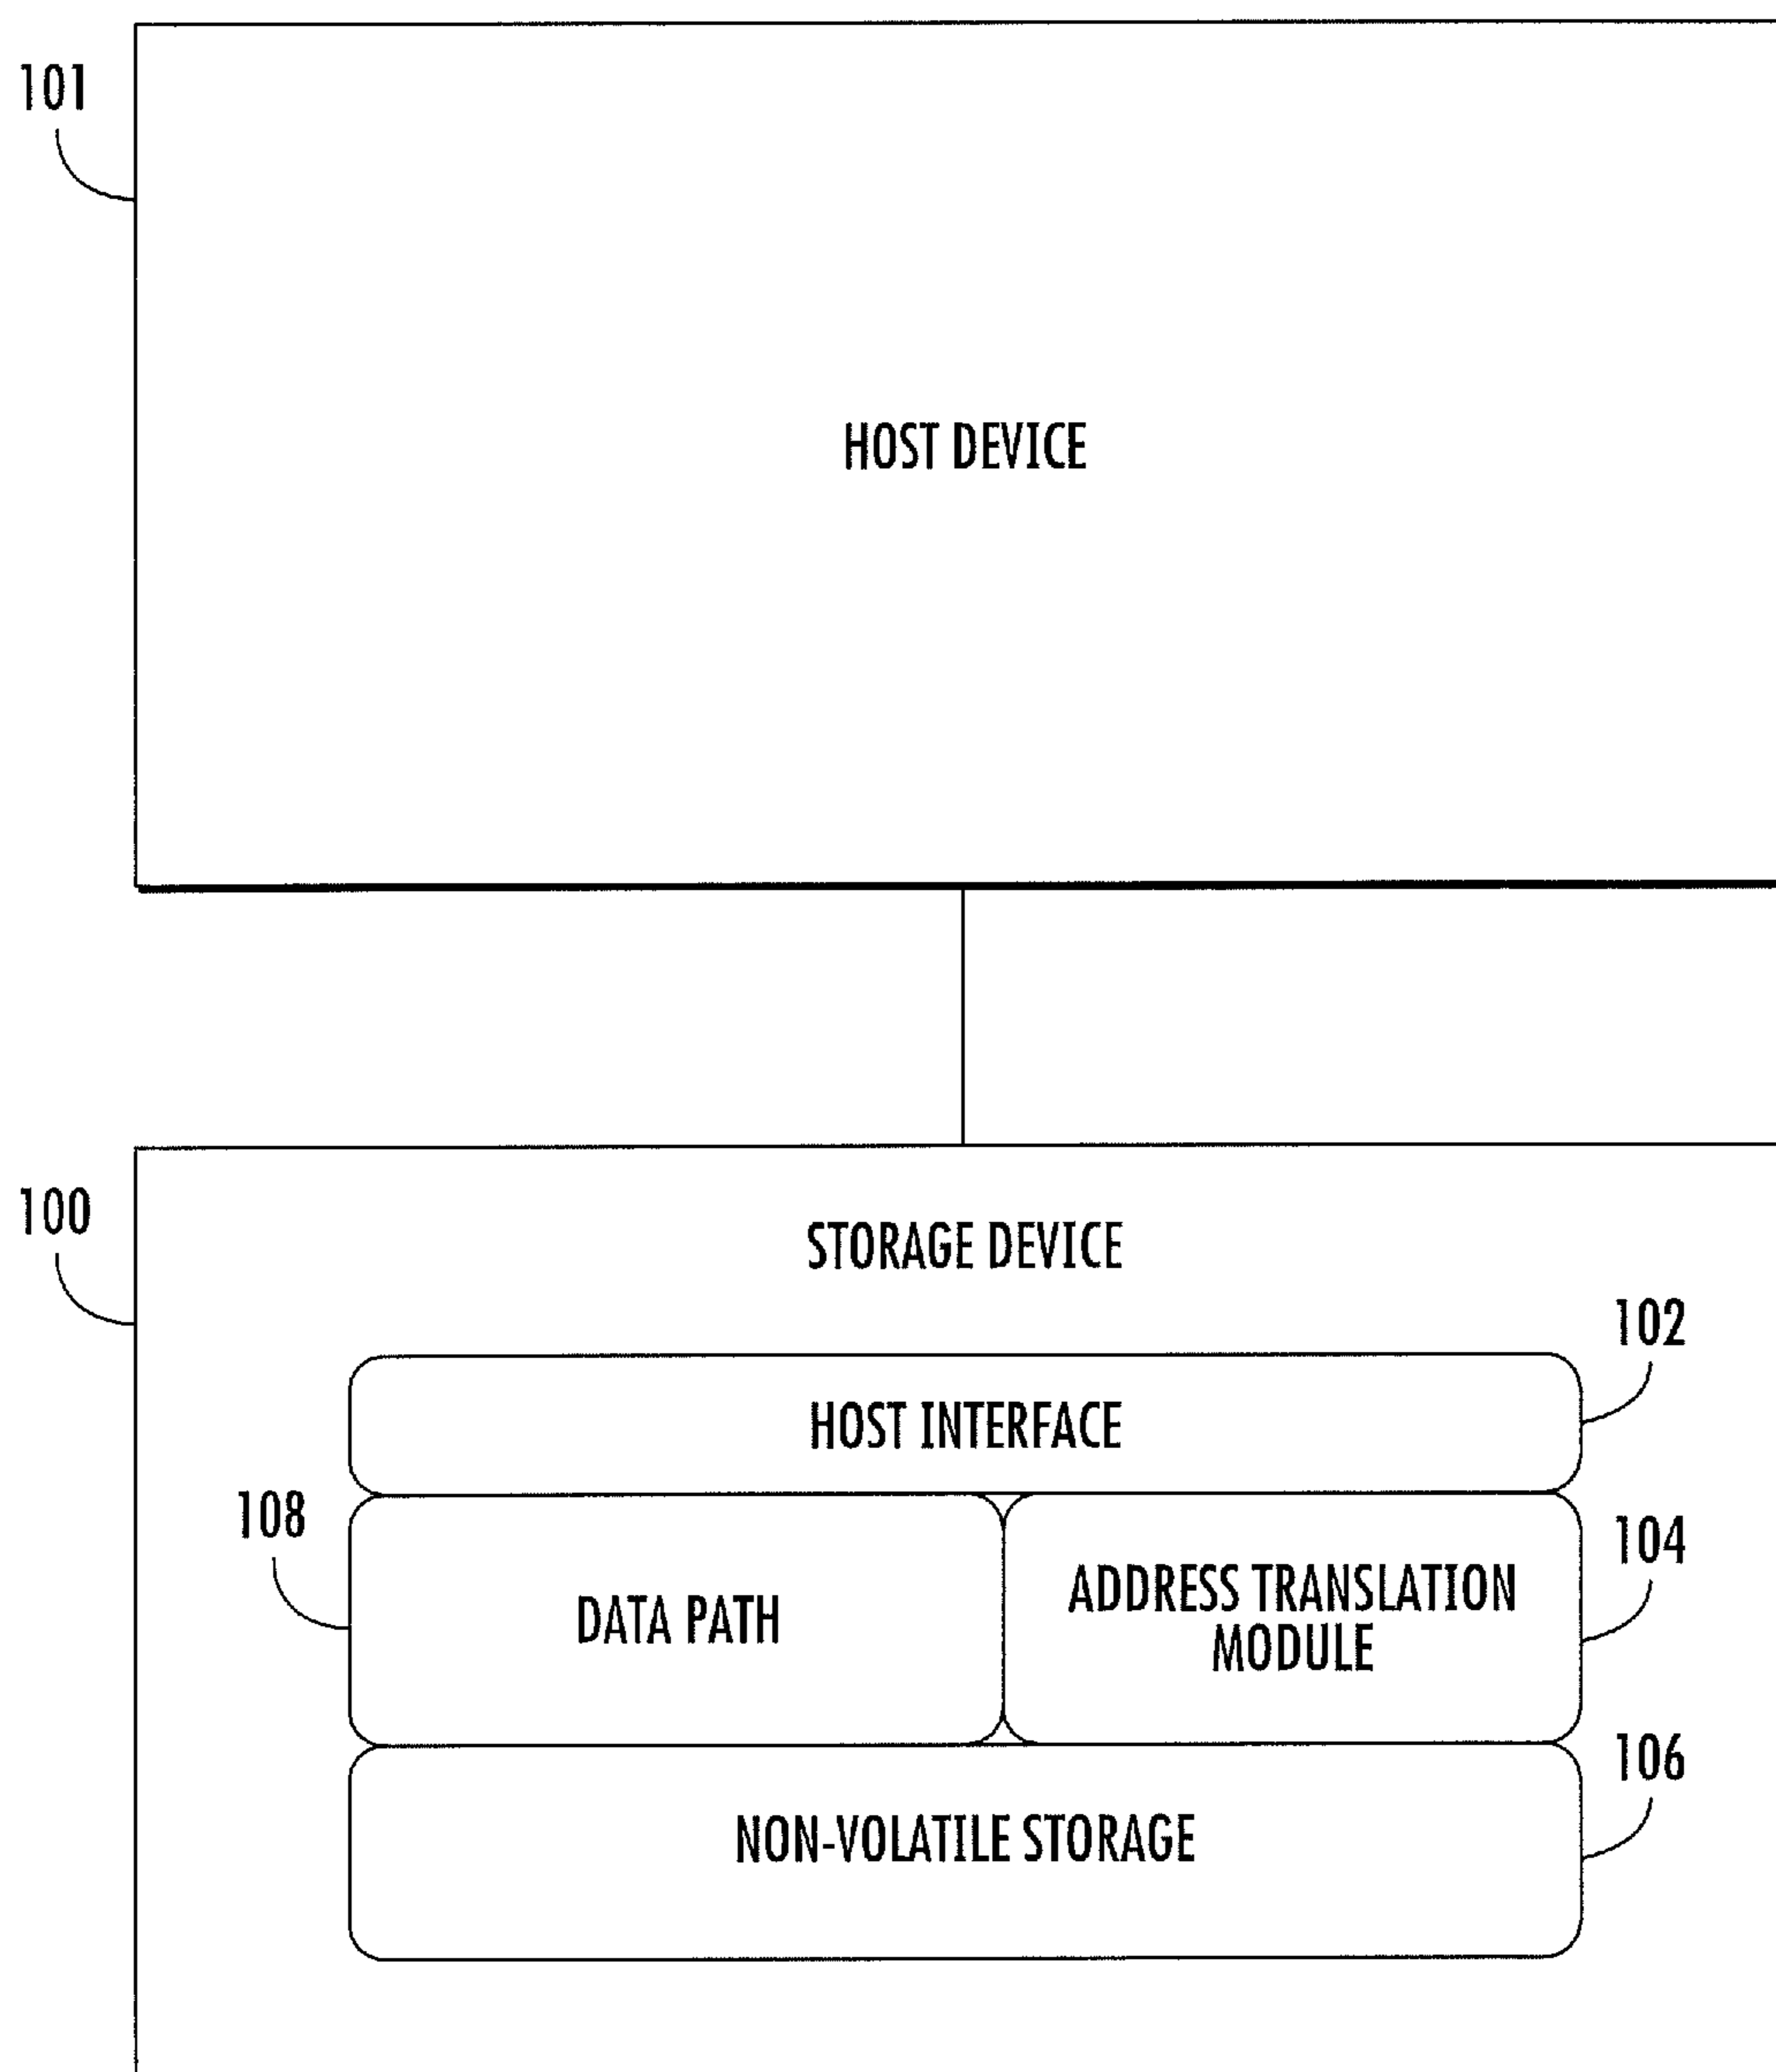 101
HOST DEVICE
100
STORAGE DEVICE
102
HOST INTERFACE
108
DATA PATH
104
ADDRESS TRANSLATION
MODULE
106
NON-VOLATILE STORAGE